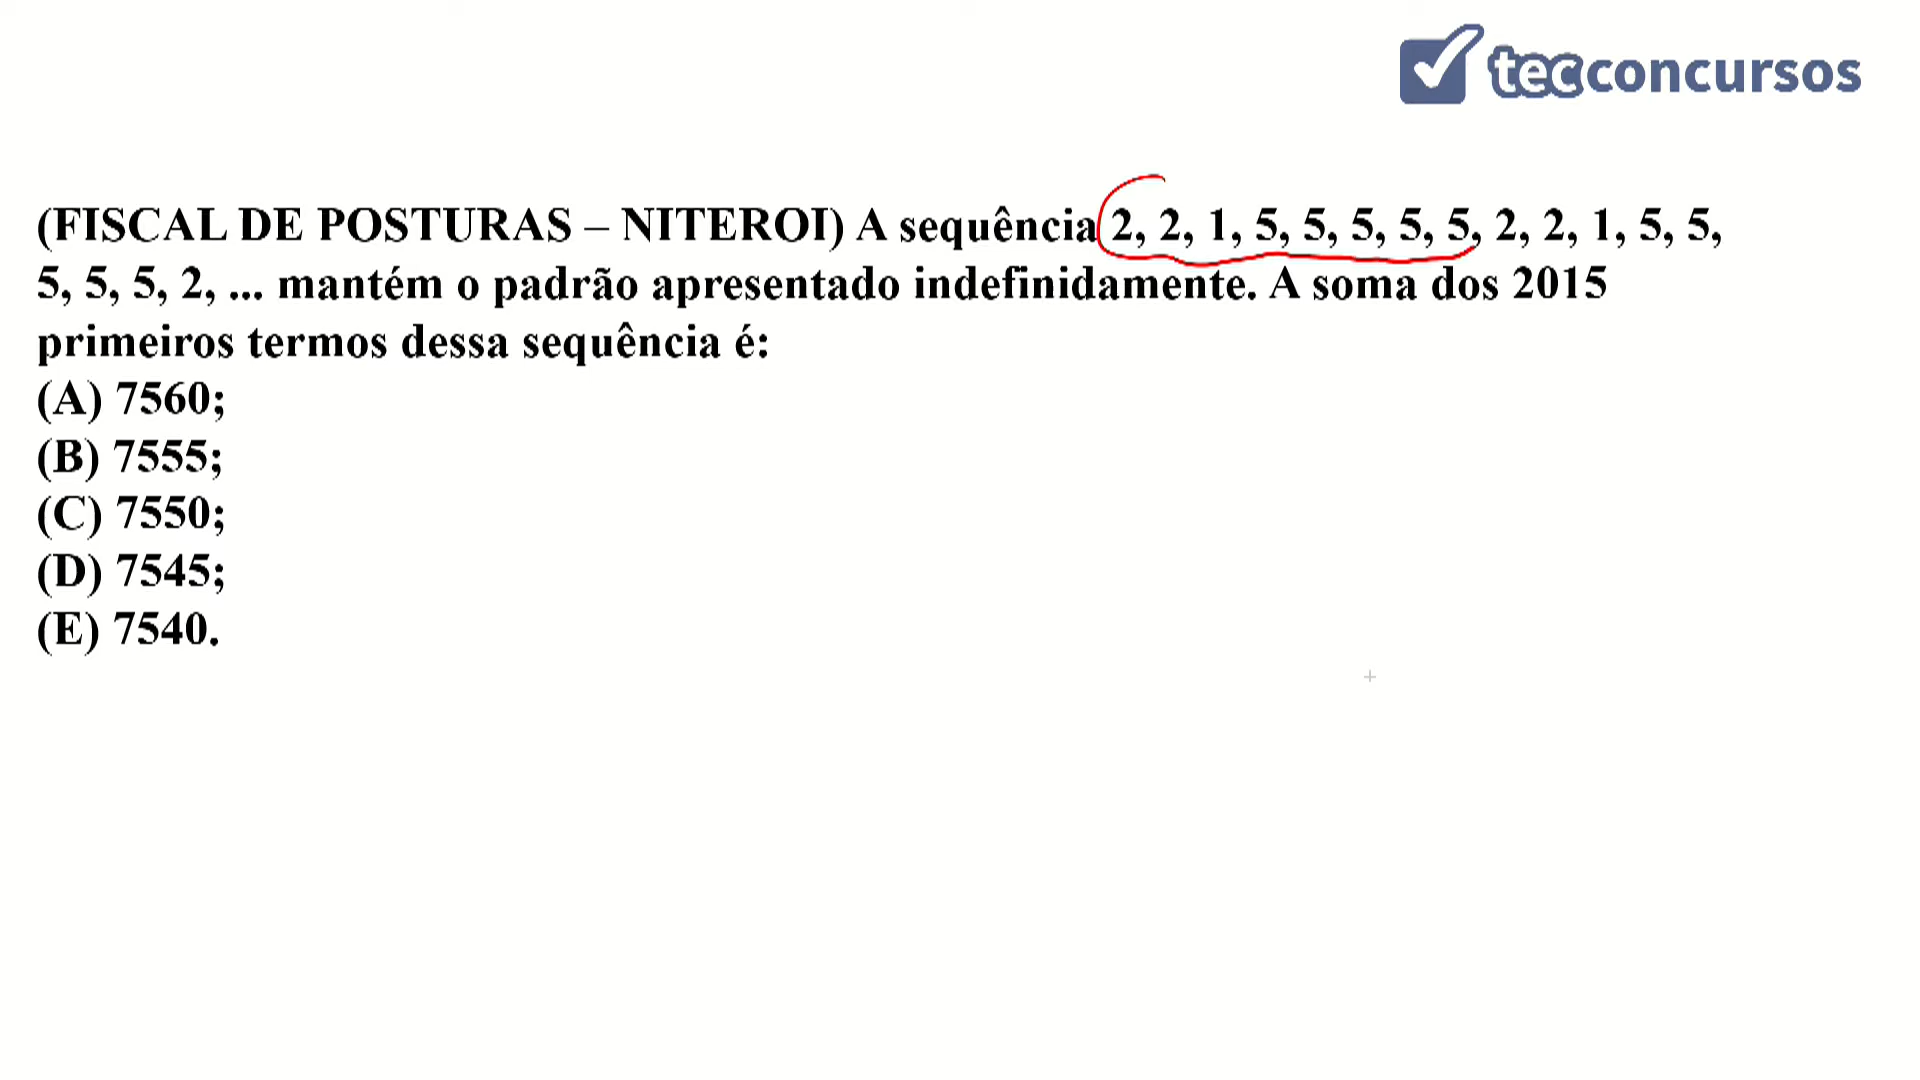 tecconcursos
(FISCAL DE POSTURAS – NITEROI) A sequência 2, 2, 1, 5, 5, 5, 5, 5, 2, 2, 1, 5, 5,
5, 5, 5, 2, ... mantém o padrão apresentado indefinidamente. A soma dos 2015
primeiros termos dessa sequência é:
(A) 7560;
(B) 7555;
(C) 7550;
(D) 7545;
(E) 7540.